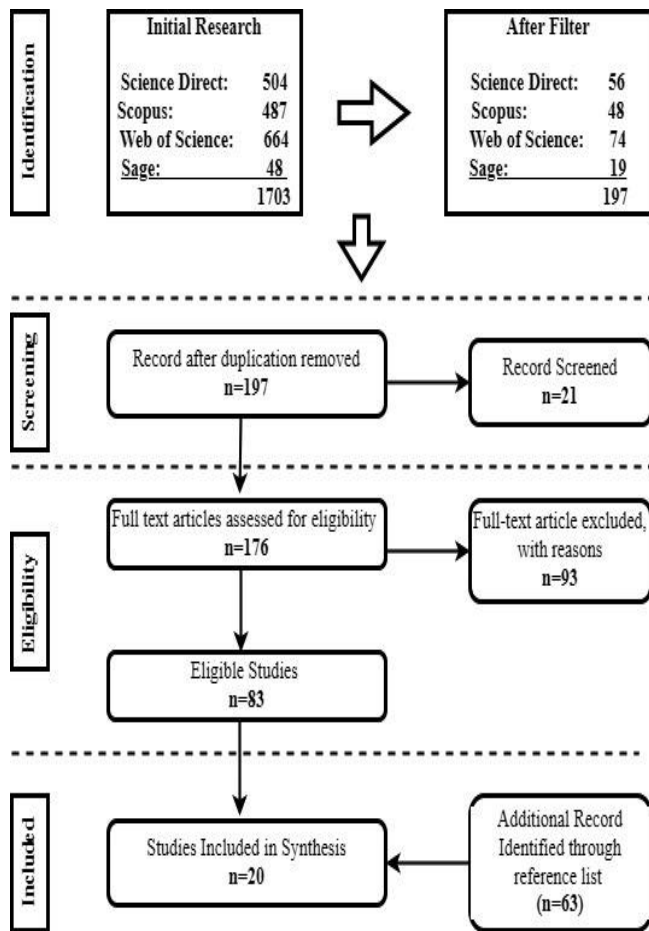 Identification
Initial Research
Science Direct: 504
Scopus: 487
Web of Science: 664
Sage: 48
1703
After Filter
Science Direct: 56
Scopus: 48
Web of Science: 74
Sage: 19
197
Screening
Record after duplication removed
n=197
Record Screened
n=21
Eligibility
Full text articles assessed for eligibility
n=176
Full-text article excluded,
with reasons
n=93
Eligible Studies
n=83
Included
Studies Included in Synthesis
n=20
Additional Record
Identified through
reference list
(n=63)